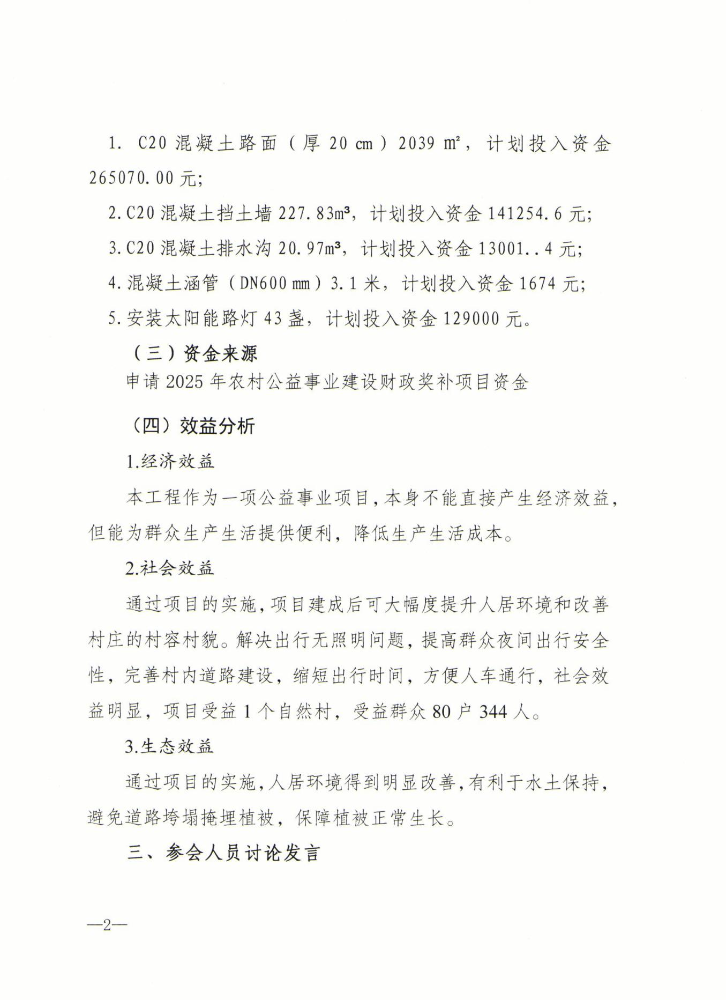 1. C20 混凝土路面（厚 20 cm）2039 ㎡，计划投入资金
265070.00 元；
2.C20 混凝土挡土墙 227.83m³，计划投入资金 141254.6 元；
3.C20 混凝土排水沟 20.97m³，计划投入资金 13001..4 元；
4.混凝土涵管（DN600 ㎜）3.1 米，计划投入资金 1674 元；
5.安装太阳能路灯 43 盏，计划投入资金 129000 元。
（三）资金来源
申请 2025 年农村公益事业建设财政奖补项目资金
（四）效益分析
1.经济效益
本工程作为一项公益事业项目，本身不能直接产生经济效益，
但能为群众生产生活提供便利，降低生产生活成本。
2.社会效益
通过项目的实施，项目建成后可大幅度提升人居环境和改善
村庄的村容村貌。解决出行无照明问题，提高群众夜间出行安全
性，完善村内道路建设，缩短出行时间，方便人车通行，社会效
益明显，项目受益 1 个自然村，受益群众 80 户 344 人。
3.生态效益
通过项目的实施，人居环境得到明显改善，有利于水土保持，
避免道路垮塌掩埋植被，保障植被正常生长。
三、参会人员讨论发言
—2—